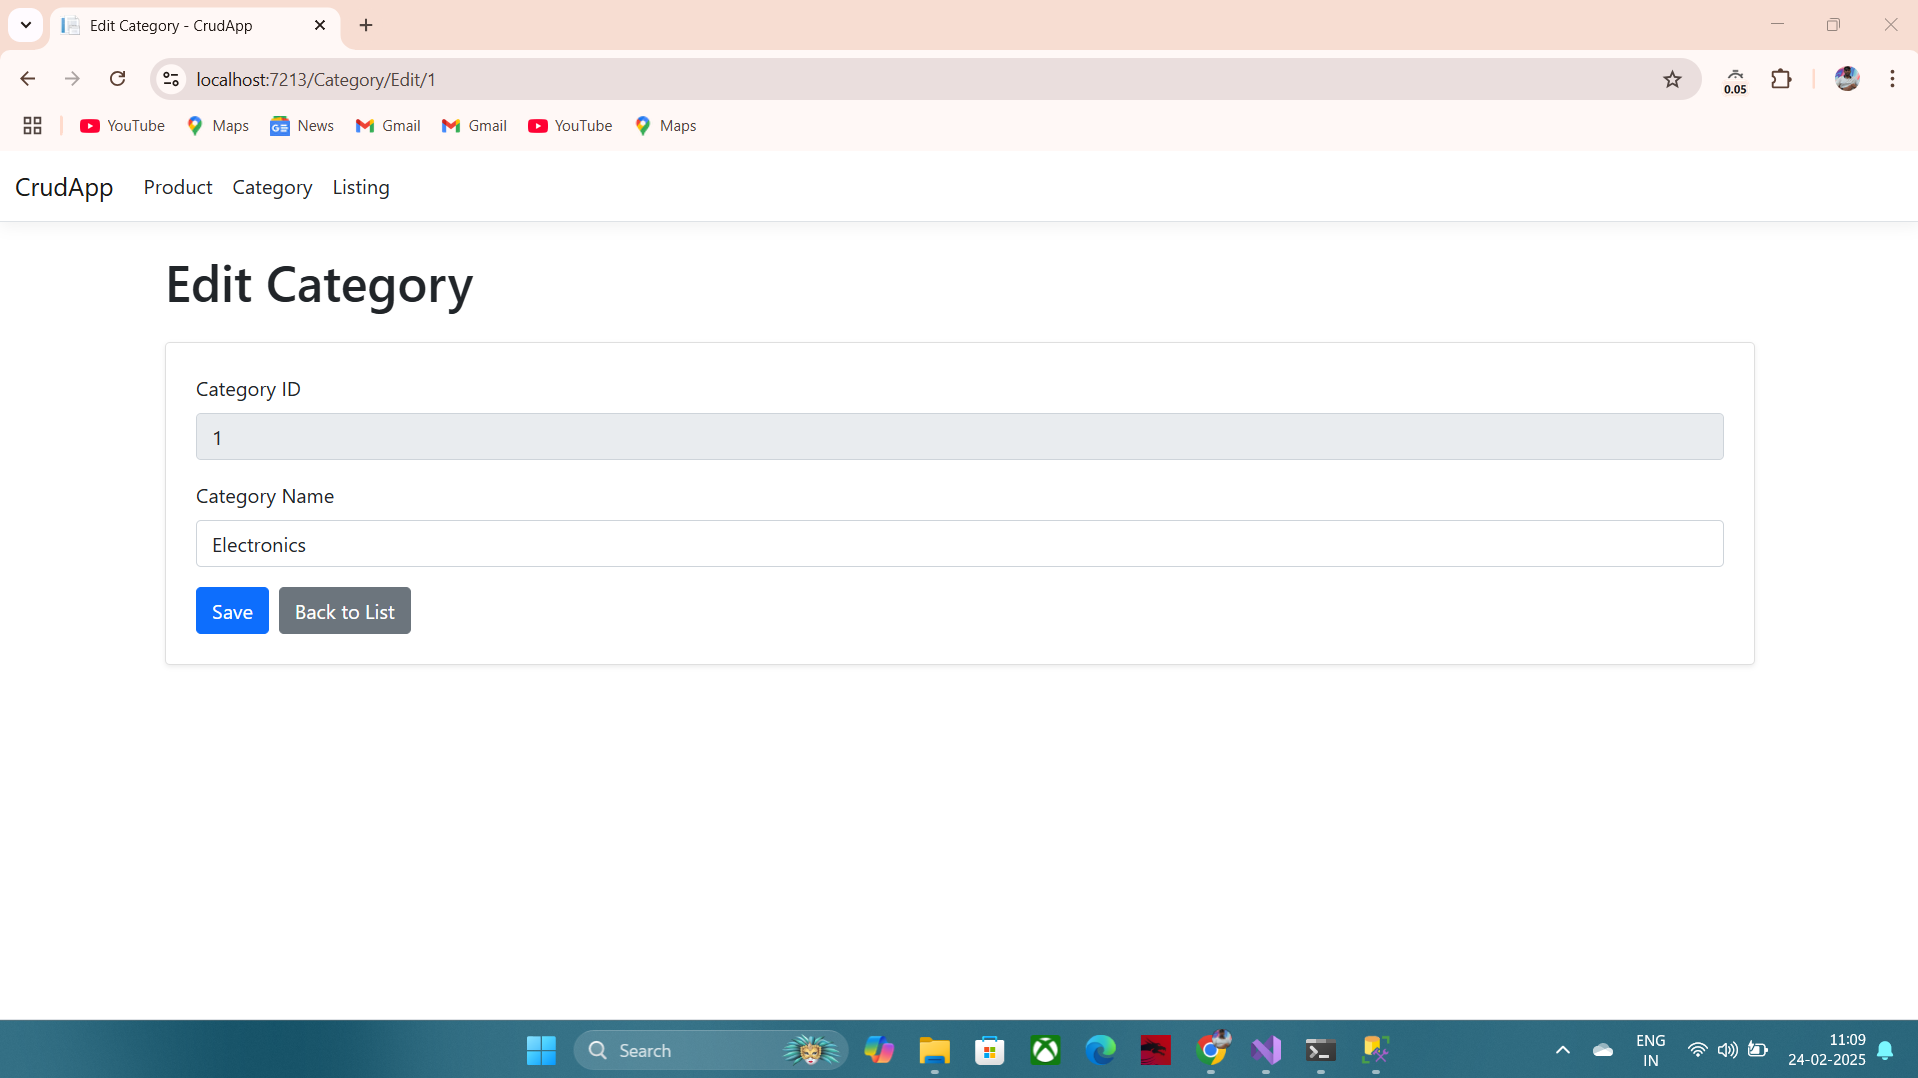 Edit Category - CrudApp
localhost:7213/Category/Edit/1
0.05
YouTube Maps News Gmail Gmail YouTube Maps
CrudApp Product Category Listing
Edit Category
Category ID
1
Category Name
Electronics
Save Back to List
Search
ENG
IN
11:09
24-02-2025